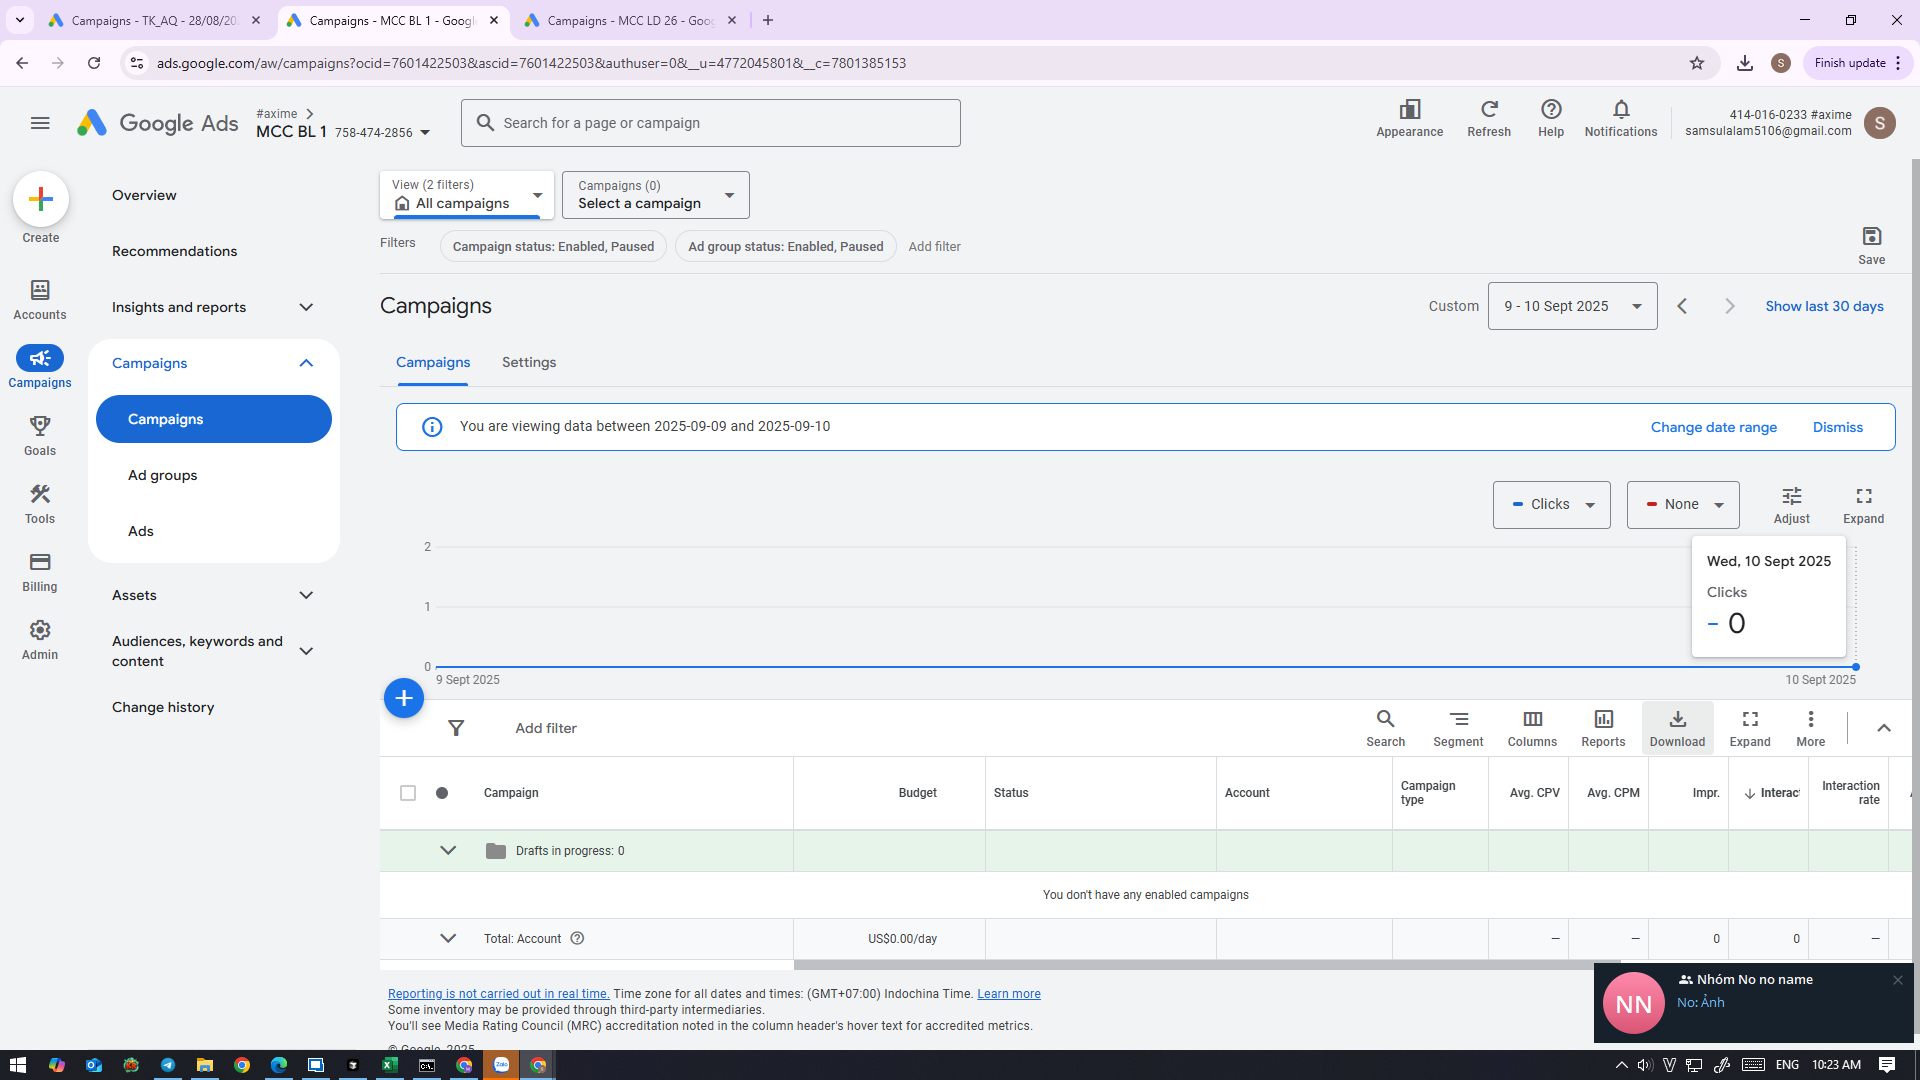 Campaigns - TK_AQ - 28/08/20
Campaigns - MCC BL 1 - Google
Campaigns - MCC LD 26 - Goog
ads.google.com/aw/campaigns?ocid=7601422503&ascid=7601422503&authuser=0&__u=4772045801&__c=7801385153
S
Finish update
Google Ads
#axime
MCC BL 1 758-474-2856
Search for a page or campaign
Appearance
Refresh
Help
Notifications
414-016-0233 #axime
samsulalam5106@gmail.com
S
Create
Accounts
Campaigns
Goals
Tools
Billing
Admin
Overview
Recommendations
Insights and reports
Campaigns
Campaigns
Ad groups
Ads
Assets
Audiences, keywords and
content
Change history
View (2 filters)
All campaigns
Campaigns (0)
Select a campaign
Filters
Campaign status: Enabled, Paused
Ad group status: Enabled, Paused
Add filter
Save
Campaigns
Custom
9 - 10 Sept 2025
Show last 30 days
Campaigns
Settings
You are viewing data between 2025-09-09 and 2025-09-10
Change date range
Dismiss
Clicks
None
Adjust
Expand
2
1
0
9 Sept 2025
10 Sept 2025
Wed, 10 Sept 2025
Clicks
0
Add filter
Search
Segment
Columns
Reports
Download
Expand
More
Campaign
Budget
Status
Account
Campaign
type
Avg. CPV
Avg. CPM
Impr.
Interac
Interaction
rate
Drafts in progress: 0
You don't have any enabled campaigns
Total: Account
US$0.00/day
—
—
0
0
—
Reporting is not carried out in real time. Time zone for all dates and times: (GMT+07:00) Indochina Time. Learn more
Some inventory may be provided through third-party intermediaries.
You'll see Media Rating Council (MRC) accreditation noted in the column header's hover text for accredited metrics.
© Google, 2025
NN
Nhóm No no name
No: Ảnh
Zalo
ENG
10:23 AM